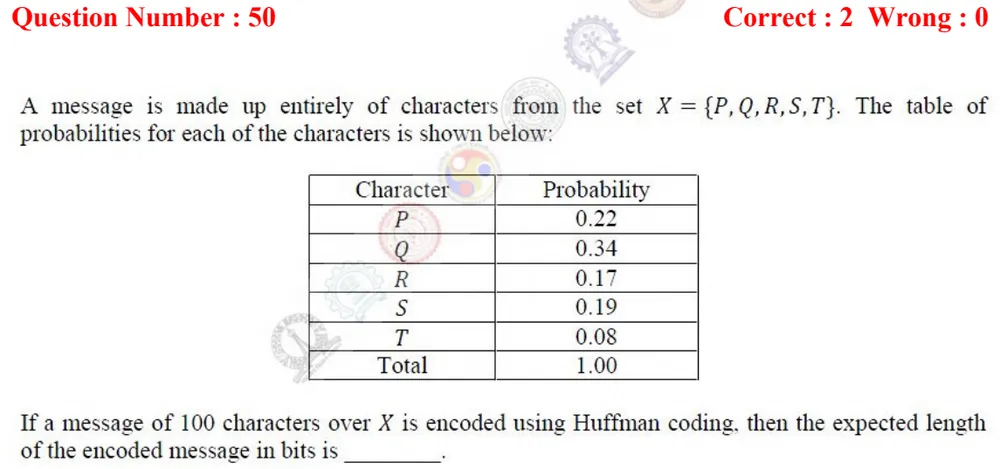 Question Number : 50 Correct : 2 Wrong : 0
A message is made up entirely of characters from the set X = {P, Q, R, S, T}. The table of
probabilities for each of the characters is shown below:
Character Probability
P 0.22
Q 0.34
R 0.17
S 0.19
T 0.08
Total 1.00
If a message of 100 characters over X is encoded using Huffman coding, then the expected length
of the encoded message in bits is ________.